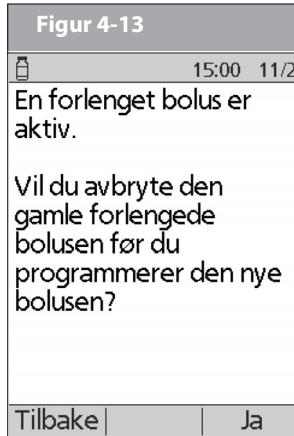 Figur 4-13
15:00 11/2
En forlenget bolus er
aktiv.
Vil du avbryte den
gamle forlengede
bolusen før du
programmerer den nye
bolusen?
Tilbake Ja